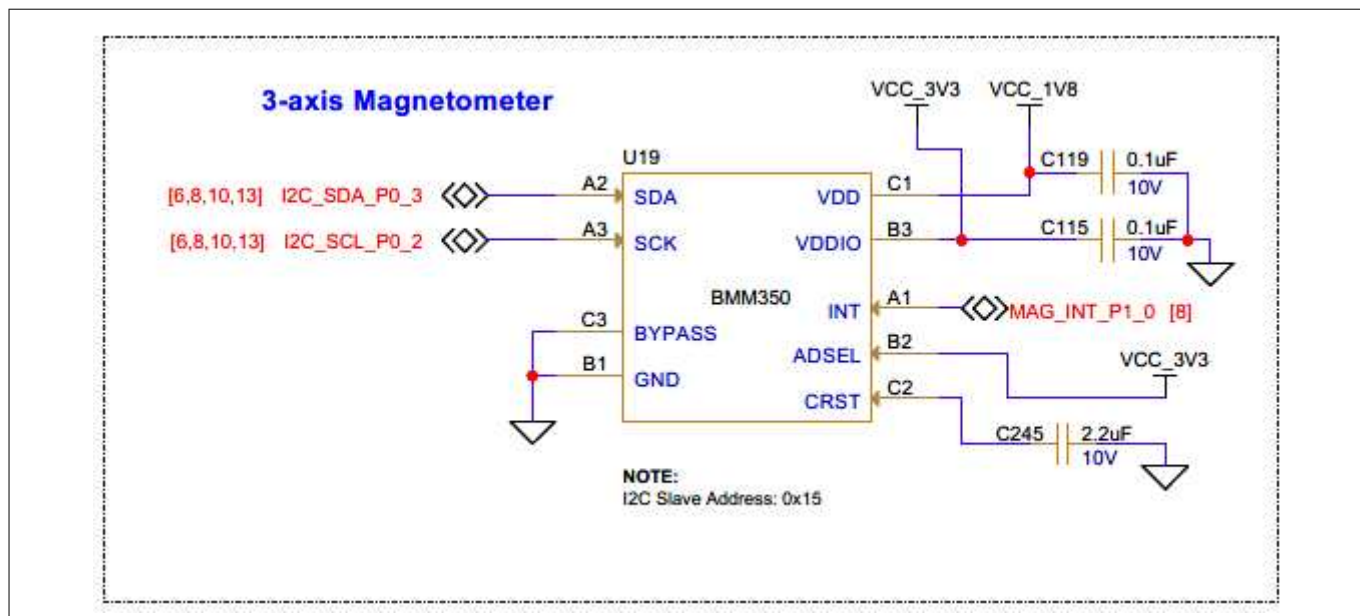 3-axis Magnetometer
VCC_3V3 VCC_1V8
U19
C119 0.1uF
10V
[6,8,10,13] I2C_SDA_P0_3 A2 SDA VDD C1
[6,8,10,13] I2C_SCL_P0_2 A3 SCK VDDIO B3 C115 0.1uF
10V
BMM350
INT A1 MAG_INT_P1_0 [8]
C3 BYPASS
ADSEL B2 VCC_3V3
B1 GND
CRST C2
C245 2.2uF
10V
NOTE:
I2C Slave Address: 0x15